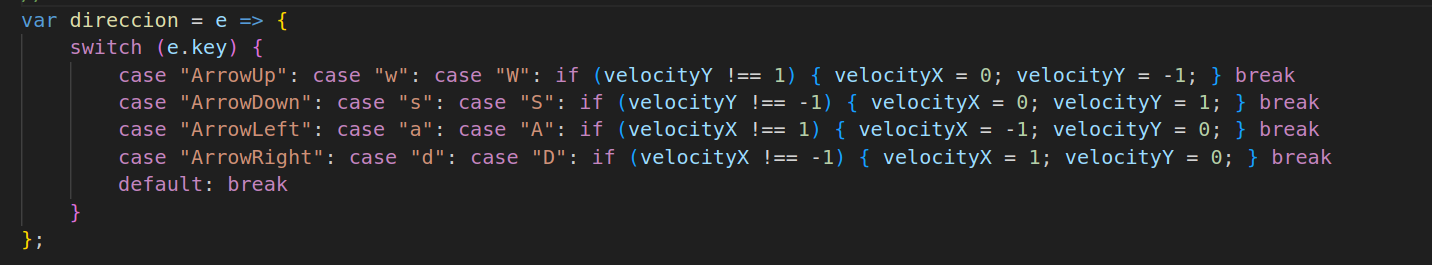 var direccion = e => {
switch (e.key) {
case "ArrowUp": case "w": case "W": if (velocityY !== 1) { velocityX = 0; velocityY = -1; } break
case "ArrowDown": case "s": case "S": if (velocityY !== -1) { velocityX = 0; velocityY = 1; } break
case "ArrowLeft": case "a": case "A": if (velocityX !== 1) { velocityX = -1; velocityY = 0; } break
case "ArrowRight": case "d": case "D": if (velocityX !== -1) { velocityX = 1; velocityY = 0; } break
default: break
}
};